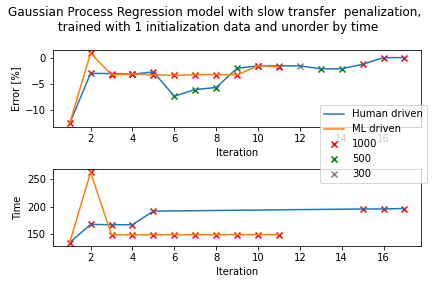 Gaussian Process Regression model with slow transfer  penalization,
trained with 1 initialization data and unorder by time
Error [%]
0
−5
−10
2 4 6 8 10 12 14 16
Iteration
Human driven
ML driven
1000
500
300
Time
250
200
150
2 4 6 8 10 12 14 16
Iteration